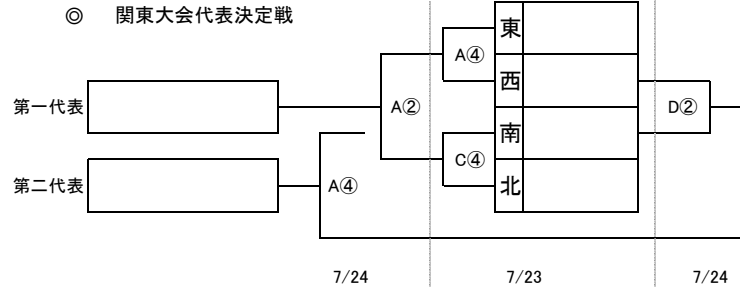 ◎ 関東大会代表決定戦
東
A④
西
第一代表
A②
D②
南
C④
第二代表
A④
北
7/24
7/23
7/24